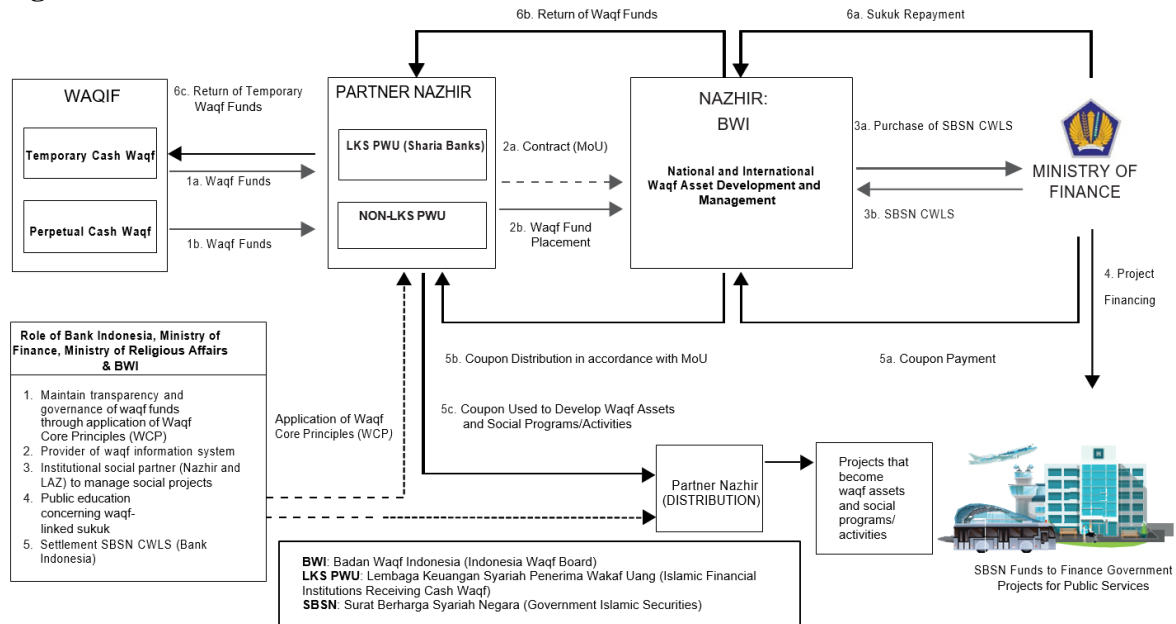 6b. Return of Waqf Funds
6a. Sukuk Repayment
WAQIF
6c. Return of Temporary
Waqf Funds
PARTNER NAZHIR
NAZHIR:
BWI
Temporary Cash Waqf
LKS PWU (Sharia Banks)
2a. Contract (MoU)
3a. Purchase of SBSN CWLS
National and International
Waqf Asset Development and
Management
MINISTRY OF
FINANCE
1a. Waqf Funds
Perpetual Cash Waqf
NON-LKS PWU
2b. Waqf Fund
Placement
3b. SBSN CWLS
1b. Waqf Funds
4. Project
Financing
Role of Bank Indonesia, Ministry of
Finance, Ministry of Religious Affairs
& BWI
1. Maintain transparency and
governance of waqf funds
through application of Waqf
Core Principles (WCP)
2. Provider of waqf information system
3. Institutional social partner (Nazhir and
LAZ) to manage social projects
4. Public education
concerning waqf-
linked sukuk
5. Settlement SBSN CWLS (Bank
Indonesia)
Application of Waqf
Core Principles (WCP)
5b. Coupon Distribution in accordance with MoU
5a. Coupon Payment
5c. Coupon Used to Develop Waqf Assets
and Social Programs/Activities
Partner Nazhir
(DISTRIBUTION)
Projects that
become
waqf assets
and social
programs/
activities
SBSN Funds to Finance Government
Projects for Public Services
BWI: Badan Waqf Indonesia (Indonesia Waqf Board)
LKS PWU: Lembaga Keuangan Syariah Penerima Wakaf Uang (Islamic Financial
Institutions Receiving Cash Waqf)
SBSN: Surat Berharga Syariah Negara (Government Islamic Securities)